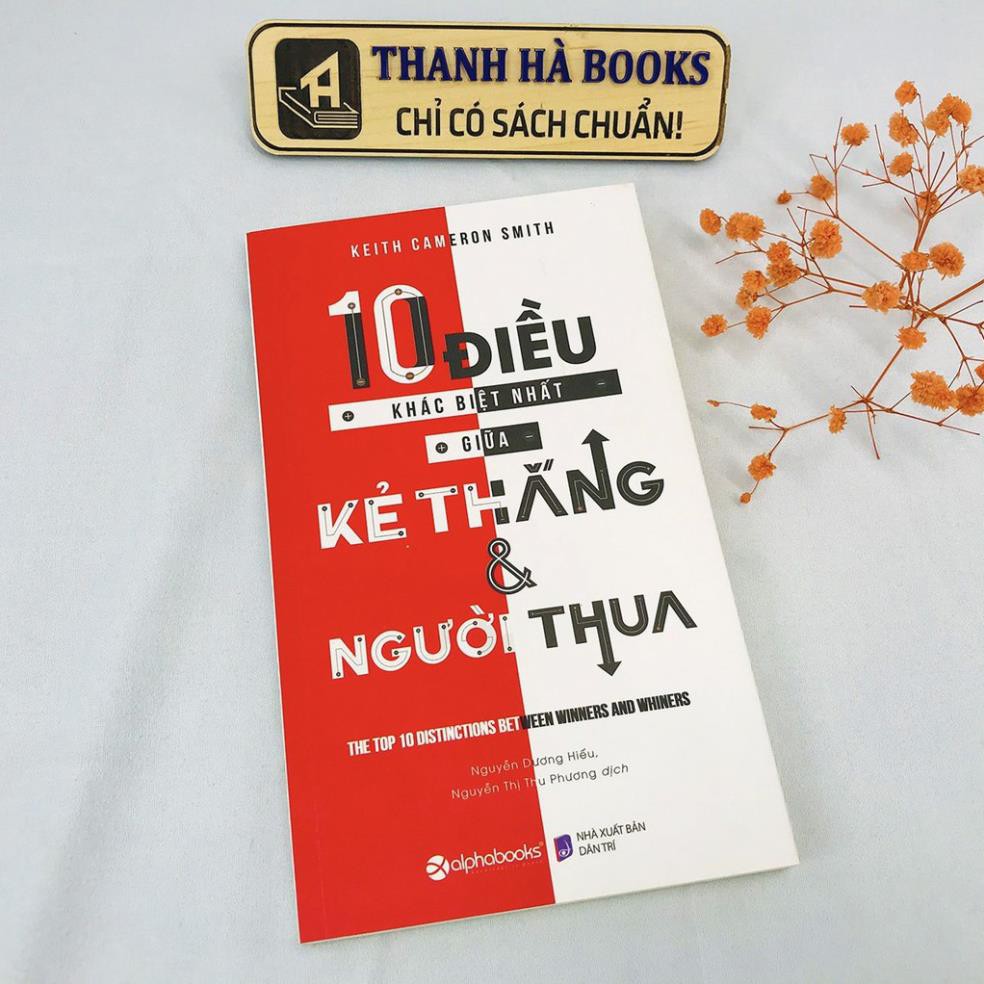 THANH HÀ BOOKS
CHỈ CÓ SÁCH CHUẨN!
KEITH CAMERON SMITH
10 ĐIỀU
KHÁC BIỆT NHẤT
GIỮA
KẺ THẮNG
&
NGƯỜI THUA
THE TOP 10 DISTINCTIONS BETWEEN WINNERS AND WHINERS
Nguyễn Dương Hiếu,
Nguyễn Thị Thu Phương dịch
alphabooks®
NHÀ XUẤT BẢN
DÂN TRÍ